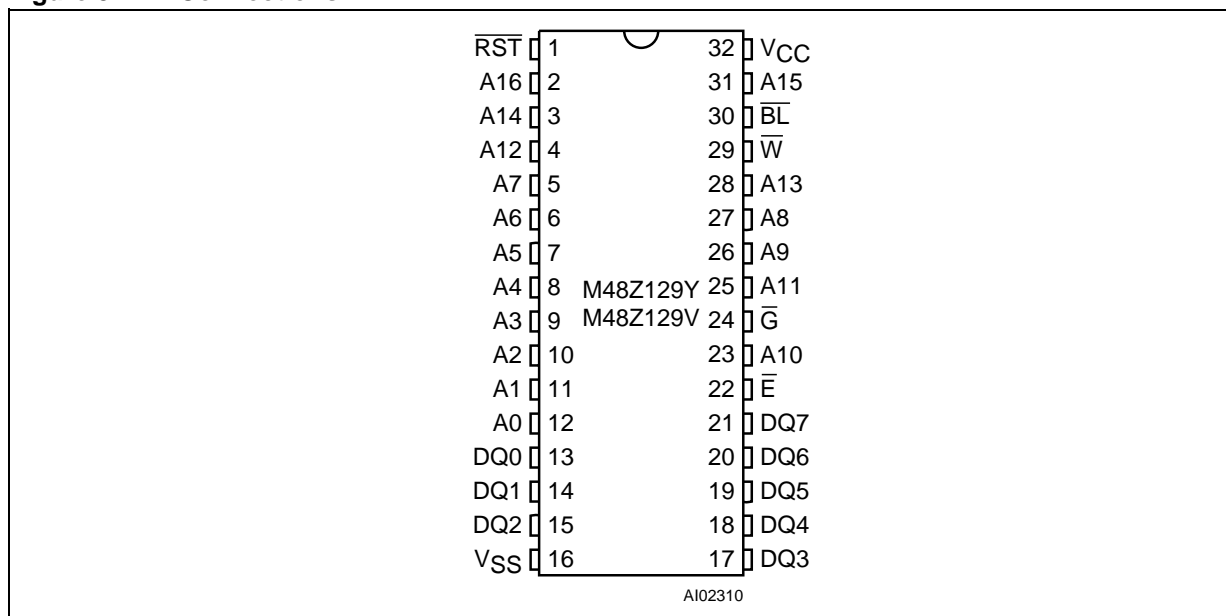 R̅S̅T̅ 1 32 VCC
A16 2 31 A15
A14 3 30 B̅L̅
A12 4 29 W̅
A7 5 28 A13
A6 6 27 A8
A5 7 26 A9
A4 8 M48Z129Y 25 A11
A3 9 M48Z129V 24 G̅
A2 10 23 A10
A1 11 22 E̅
A0 12 21 DQ7
DQ0 13 20 DQ6
DQ1 14 19 DQ5
DQ2 15 18 DQ4
VSS 16 17 DQ3
AI02310